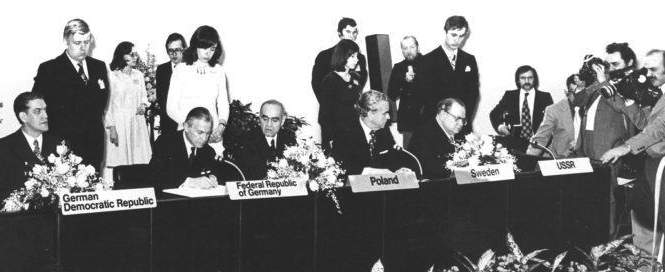 German
Democratic Republic
Federal Republic
of Germany
Poland
Sweden
USSR